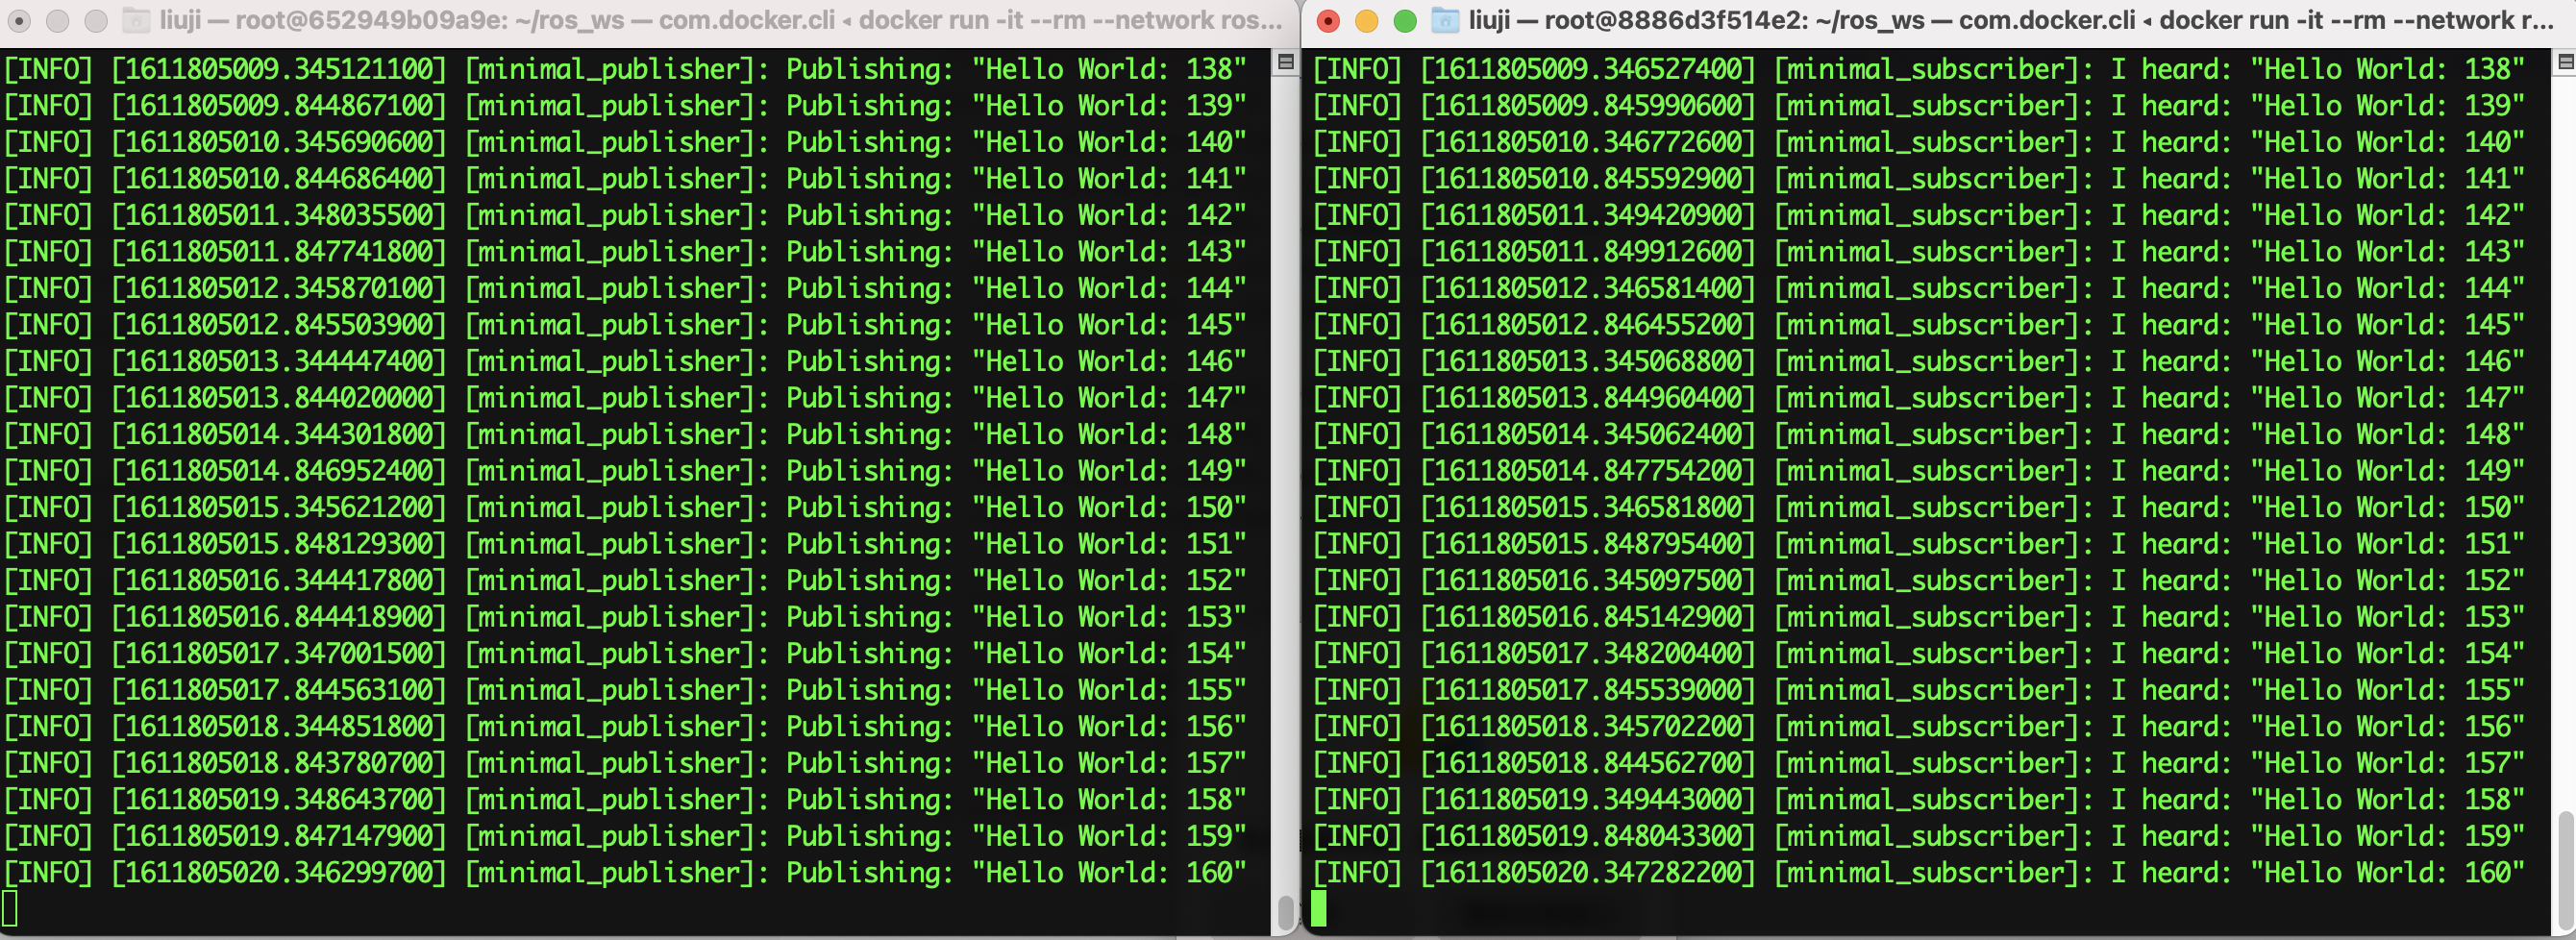 liuji — root@652949b09a9e: ~/ros_ws — com.docker.cli ◂ docker run -it --rm --network ros...
[INFO] [1611805009.345121100] [minimal_publisher]: Publishing: "Hello World: 138"
[INFO] [1611805009.844867100] [minimal_publisher]: Publishing: "Hello World: 139"
[INFO] [1611805010.345690600] [minimal_publisher]: Publishing: "Hello World: 140"
[INFO] [1611805010.844686400] [minimal_publisher]: Publishing: "Hello World: 141"
[INFO] [1611805011.348035500] [minimal_publisher]: Publishing: "Hello World: 142"
[INFO] [1611805011.847741800] [minimal_publisher]: Publishing: "Hello World: 143"
[INFO] [1611805012.345870100] [minimal_publisher]: Publishing: "Hello World: 144"
[INFO] [1611805012.845503900] [minimal_publisher]: Publishing: "Hello World: 145"
[INFO] [1611805013.344447400] [minimal_publisher]: Publishing: "Hello World: 146"
[INFO] [1611805013.844020000] [minimal_publisher]: Publishing: "Hello World: 147"
[INFO] [1611805014.344301800] [minimal_publisher]: Publishing: "Hello World: 148"
[INFO] [1611805014.846952400] [minimal_publisher]: Publishing: "Hello World: 149"
[INFO] [1611805015.345621200] [minimal_publisher]: Publishing: "Hello World: 150"
[INFO] [1611805015.848129300] [minimal_publisher]: Publishing: "Hello World: 151"
[INFO] [1611805016.344417800] [minimal_publisher]: Publishing: "Hello World: 152"
[INFO] [1611805016.844418900] [minimal_publisher]: Publishing: "Hello World: 153"
[INFO] [1611805017.347001500] [minimal_publisher]: Publishing: "Hello World: 154"
[INFO] [1611805017.844563100] [minimal_publisher]: Publishing: "Hello World: 155"
[INFO] [1611805018.344851800] [minimal_publisher]: Publishing: "Hello World: 156"
[INFO] [1611805018.843780700] [minimal_publisher]: Publishing: "Hello World: 157"
[INFO] [1611805019.348643700] [minimal_publisher]: Publishing: "Hello World: 158"
[INFO] [1611805019.847147900] [minimal_publisher]: Publishing: "Hello World: 159"
[INFO] [1611805020.346299700] [minimal_publisher]: Publishing: "Hello World: 160"
liuji — root@8886d3f514e2: ~/ros_ws — com.docker.cli ◂ docker run -it --rm --network r...
[INFO] [1611805009.346527400] [minimal_subscriber]: I heard: "Hello World: 138"
[INFO] [1611805009.845990600] [minimal_subscriber]: I heard: "Hello World: 139"
[INFO] [1611805010.346772600] [minimal_subscriber]: I heard: "Hello World: 140"
[INFO] [1611805010.845592900] [minimal_subscriber]: I heard: "Hello World: 141"
[INFO] [1611805011.349420900] [minimal_subscriber]: I heard: "Hello World: 142"
[INFO] [1611805011.849912600] [minimal_subscriber]: I heard: "Hello World: 143"
[INFO] [1611805012.346581400] [minimal_subscriber]: I heard: "Hello World: 144"
[INFO] [1611805012.846455200] [minimal_subscriber]: I heard: "Hello World: 145"
[INFO] [1611805013.345068800] [minimal_subscriber]: I heard: "Hello World: 146"
[INFO] [1611805013.844960400] [minimal_subscriber]: I heard: "Hello World: 147"
[INFO] [1611805014.345062400] [minimal_subscriber]: I heard: "Hello World: 148"
[INFO] [1611805014.847754200] [minimal_subscriber]: I heard: "Hello World: 149"
[INFO] [1611805015.346581800] [minimal_subscriber]: I heard: "Hello World: 150"
[INFO] [1611805015.848795400] [minimal_subscriber]: I heard: "Hello World: 151"
[INFO] [1611805016.345097500] [minimal_subscriber]: I heard: "Hello World: 152"
[INFO] [1611805016.845142900] [minimal_subscriber]: I heard: "Hello World: 153"
[INFO] [1611805017.348200400] [minimal_subscriber]: I heard: "Hello World: 154"
[INFO] [1611805017.845539000] [minimal_subscriber]: I heard: "Hello World: 155"
[INFO] [1611805018.345702200] [minimal_subscriber]: I heard: "Hello World: 156"
[INFO] [1611805018.844562700] [minimal_subscriber]: I heard: "Hello World: 157"
[INFO] [1611805019.349443000] [minimal_subscriber]: I heard: "Hello World: 158"
[INFO] [1611805019.848043300] [minimal_subscriber]: I heard: "Hello World: 159"
[INFO] [1611805020.347282200] [minimal_subscriber]: I heard: "Hello World: 160"